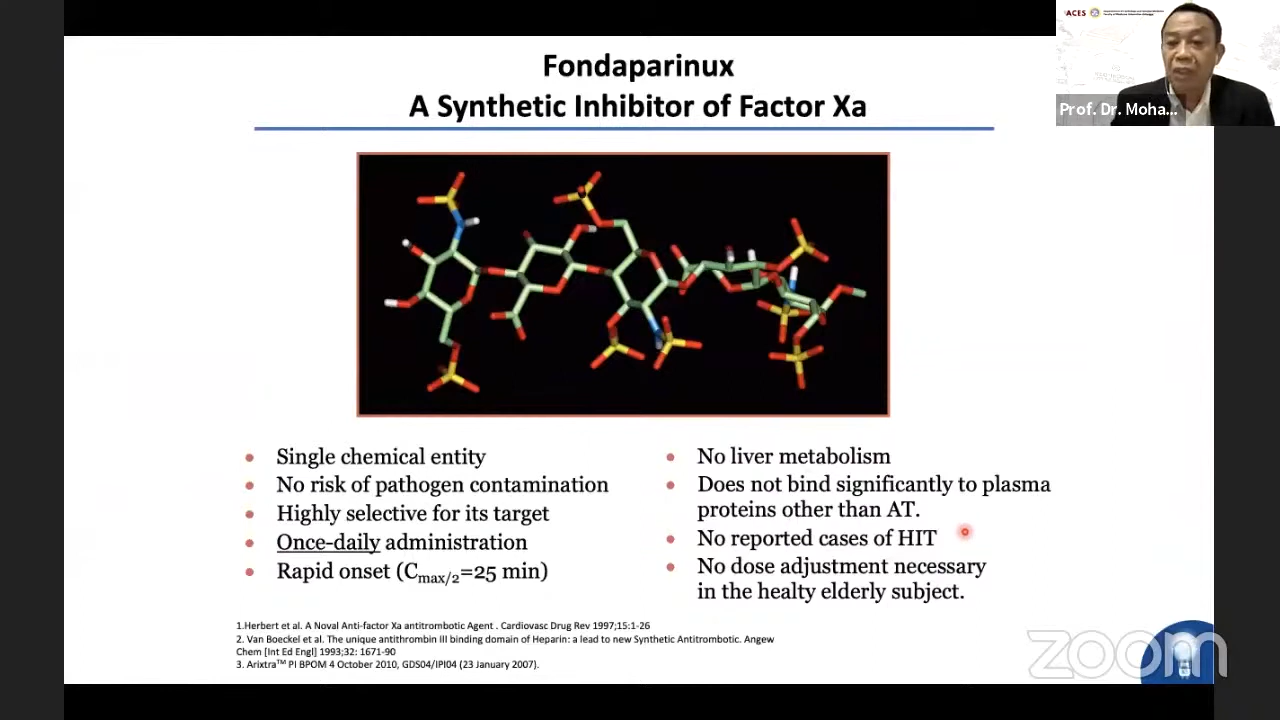 ACES
Prof. Dr. Moha...
Fondaparinux
A Synthetic Inhibitor of Factor Xa
• Single chemical entity
• No risk of pathogen contamination
• Highly selective for its target
• Once-daily administration
• Rapid onset (Cmax/2=25 min)
• No liver metabolism
• Does not bind significantly to plasma
proteins other than AT.
• No reported cases of HIT
• No dose adjustment necessary
in the healty elderly subject.
1.Herbert et al. A Noval Anti-factor Xa antitrombotic Agent . Cardiovasc Drug Rev 1997;15:1-26
2. Van Boeckel et al. The unique antithrombin III binding domain of Heparin: a lead to new Synthetic Antitrombotic. Angew
Chem [Int Ed Engl] 1993;32: 1671-90
3. Arixtra™ PI BPOM 4 October 2010, GDS04/IPI04 (23 January 2007).
zoom